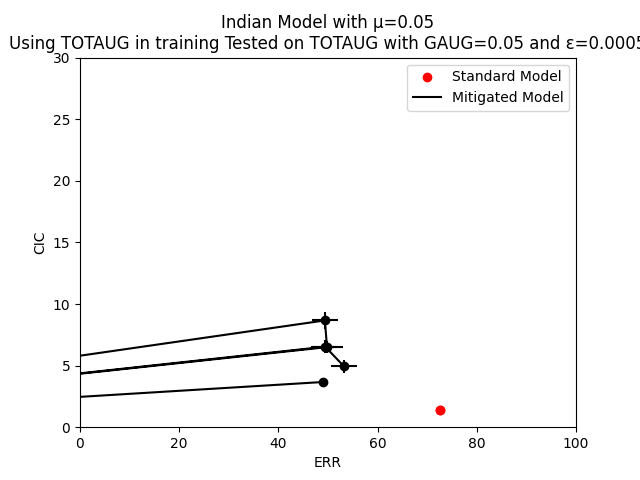 Indian Model with μ=0.05
Using TOTAUG in training Tested on TOTAUG with GAUG=0.05 and ε=0.0005
Standard Model
Mitigated Model
30
25
20
15
10
5
0
CIC
0 20 40 60 80 100
ERR